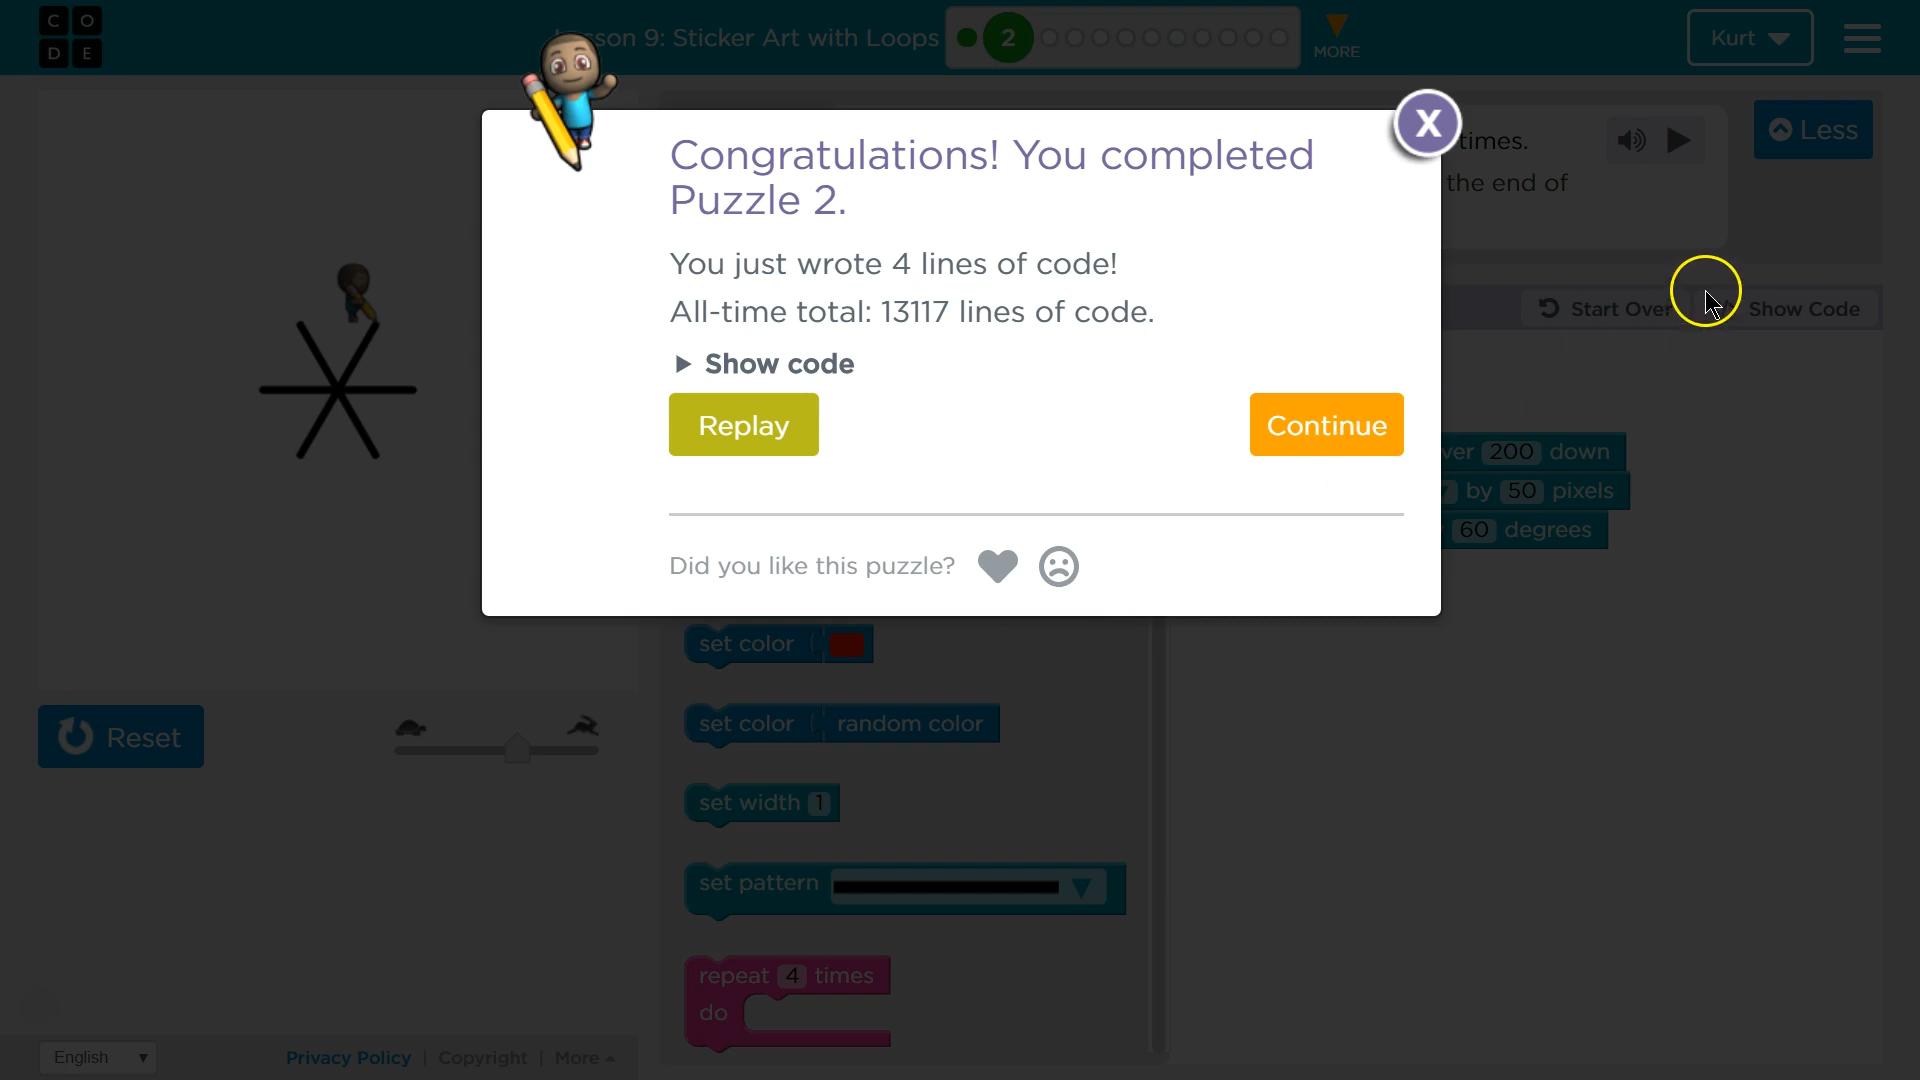 C O
D E
sson 9: Sticker Art with Loops
2
MORE
Kurt
times.
the end of
Less
Congratulations! You completed
Puzzle 2.
You just wrote 4 lines of code!
All-time total: 13117 lines of code.
Show code
Replay
Continue
Did you like this puzzle?
X
Start Over
Show Code
ver 200 down
by 50 pixels
60 degrees
Reset
set color
set color random color
set width 1
set pattern
repeat 4 times
do
English
Privacy Policy | Copyright | More